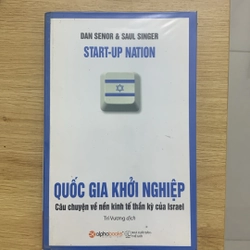 DAN SENOR & SAUL SINGER
START-UP NATION
QUỐC GIA KHỞI NGHIỆP
Câu chuyện về nền kinh tế thần kỳ của Israel
Trí Vương dịch
alphabooks